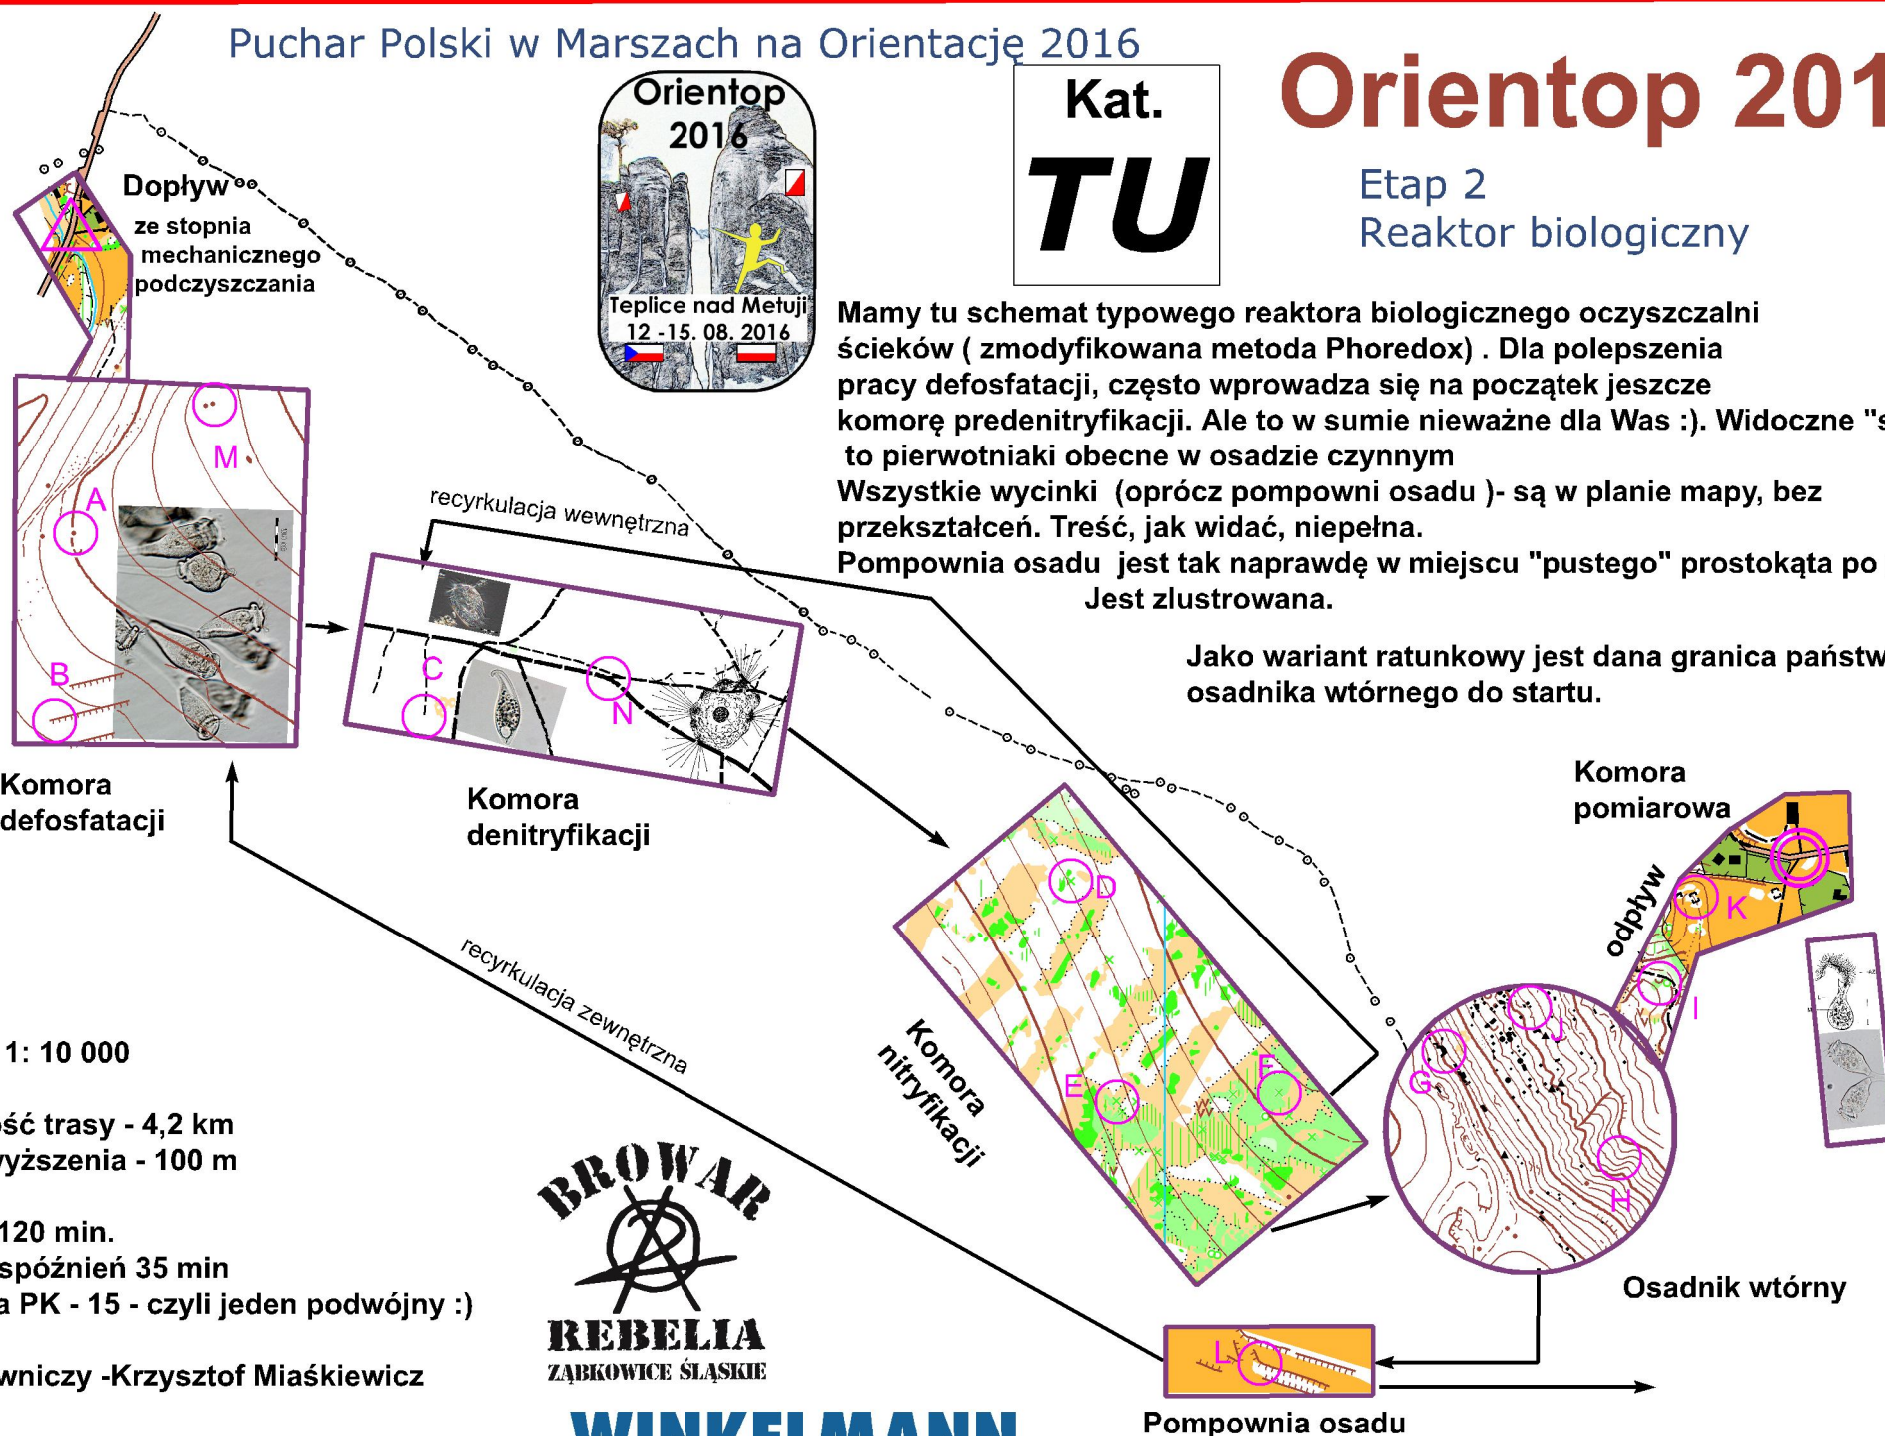 Puchar Polski w Marszach na Orientację 2016
Orientop
2016
Teplice nad Metuji
12 -15. 08. 2016
Kat.
TU
Orientop 201
Etap 2
Reaktor biologiczny
Dopływ
ze stopnia
mechanicznego
podczyszczania
Mamy tu schemat typowego reaktora biologicznego oczyszczalni
ścieków ( zmodyfikowana metoda Phoredox) . Dla polepszenia
pracy defosfatacji, często wprowadza się na początek jeszcze
komorę predenitryfikacji. Ale to w sumie nieważne dla Was :). Widoczne "s
to pierwotniaki obecne w osadzie czynnym
Wszystkie wycinki (oprócz pompowni osadu )- są w planie mapy, bez
przekształceń. Treść, jak widać, niepełna.
Pompownia osadu jest tak naprawdę w miejscu "pustego" prostokąta po
Jest zlustrowana.
Jako wariant ratunkowy jest dana granica państw
osadnika wtórnego do startu.
M
A
B
recyrkulacja wewnętrzna
C
N
Komora
defosfatacji
Komora
denitryfikacji
Komora
pomiarowa
odpływ
K
I
D
E
F
Komora
nitryfikacji
G
J
H
recyrkulacja zewnętrzna
1: 10 000
ść trasy - 4,2 km
yższenia - 100 m
120 min.
spóźnień 35 min
a PK - 15 - czyli jeden podwójny :)
wniczy -Krzysztof Miaśkiewicz
BROWAR
REBELIA
ZĄBKOWICE ŚLĄSKIE
Osadnik wtórny
L
Pompownia osadu
WINKELMANN